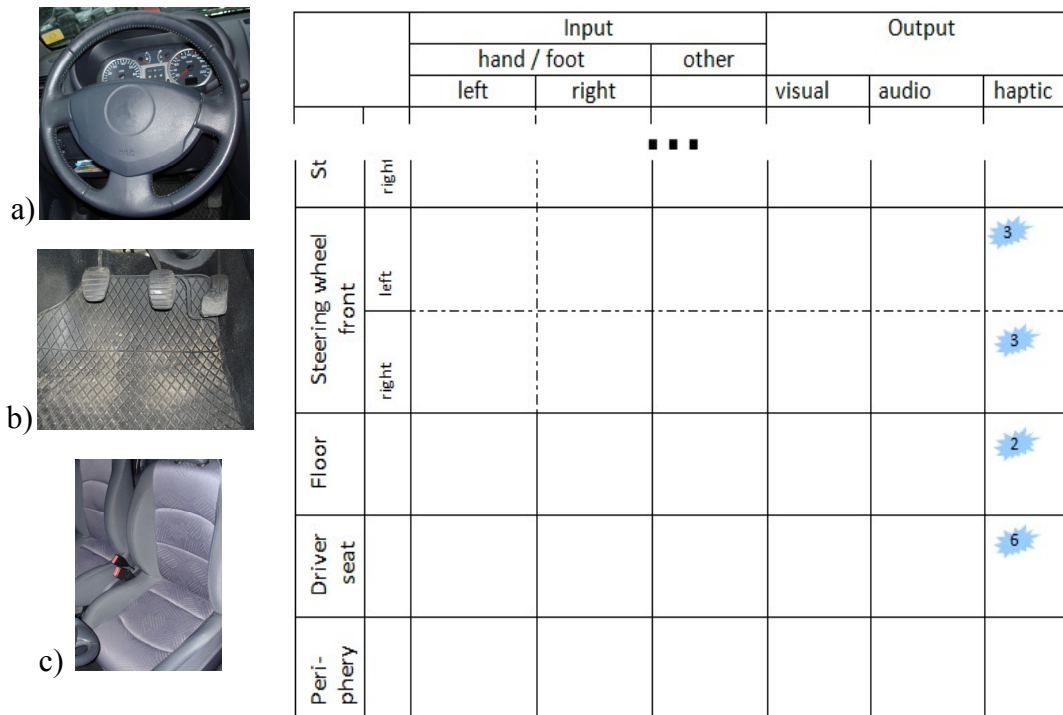 a)
b)
c)
Input
Output
hand / foot
other
left
right
visual
audio
haptic
...
St
right
Steering wheel
front
left
3
right
3
Floor
2
Driver
seat
6
Peri-
phery